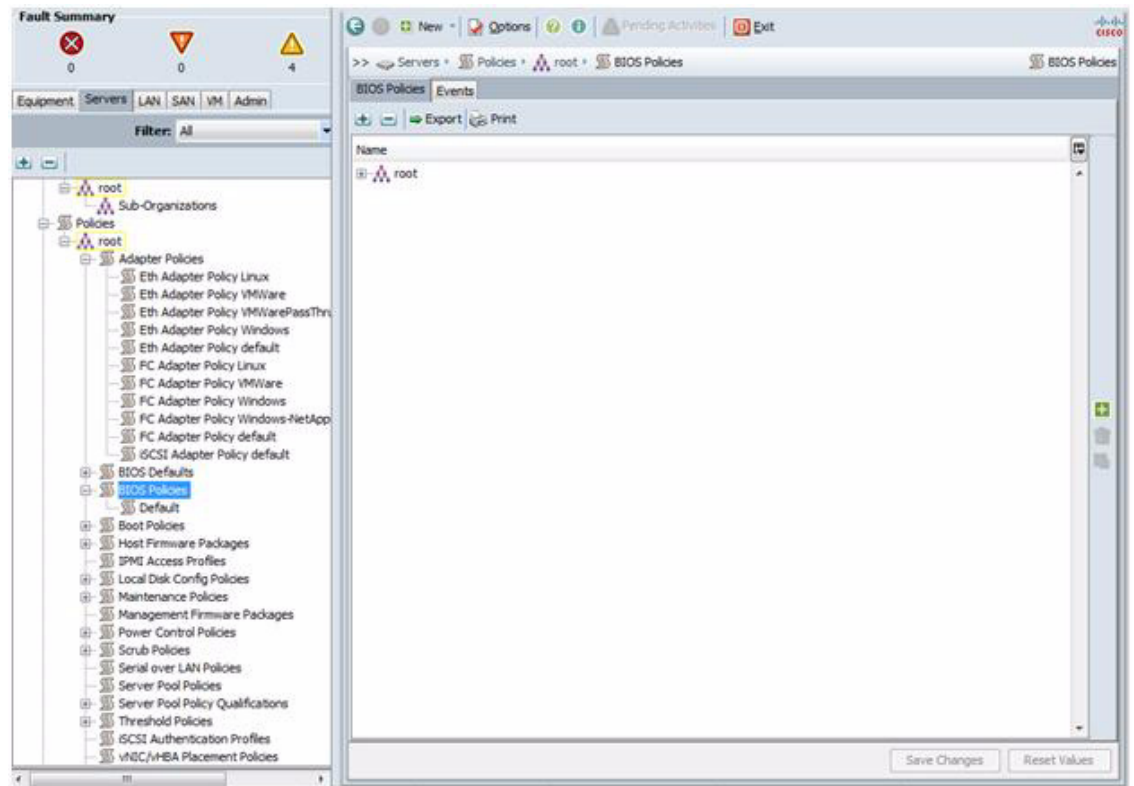 Fault Summary
0 0 4
Equipment Servers LAN SAN VM Admin
Filter: All
root
Sub-Organizations
Policies
root
Adapter Policies
Eth Adapter Policy Linux
Eth Adapter Policy VMWare
Eth Adapter Policy VMWarePassThru
Eth Adapter Policy Windows
Eth Adapter Policy default
FC Adapter Policy Linux
FC Adapter Policy VMWare
FC Adapter Policy Windows
FC Adapter Policy Windows-NetApp
FC Adapter Policy default
iSCSI Adapter Policy default
BIOS Defaults
BIOS Policies
Default
Boot Policies
Host Firmware Packages
IPMI Access Profiles
Local Disk Config Policies
Maintenance Policies
Management Firmware Packages
Power Control Policies
Scrub Policies
Serial over LAN Policies
Server Pool Policies
Server Pool Policy Qualifications
Threshold Policies
iSCSI Authentication Profiles
vNIC/vHBA Placement Policies
New Options Pending Activities Exit
CISCO
>> Servers Policies root BIOS Policies BIOS Policies
BIOS Policies Events
Export Print
Name
root
Save Changes Reset Values